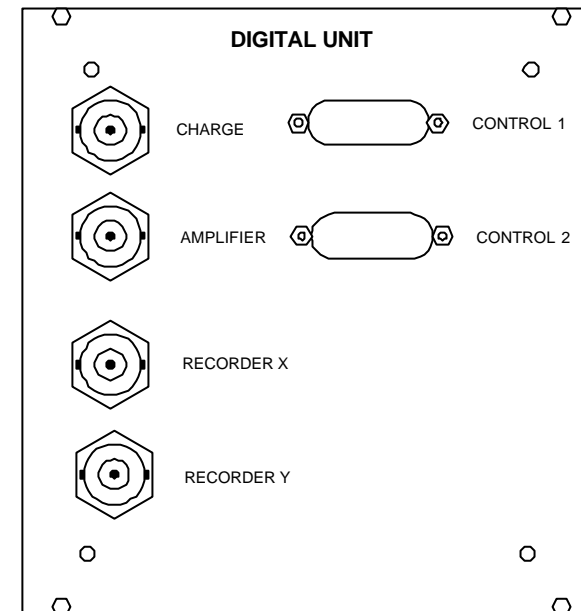 DIGITAL UNIT
CHARGE
CONTROL 1
AMPLIFIER
CONTROL 2
RECORDER X
RECORDER Y